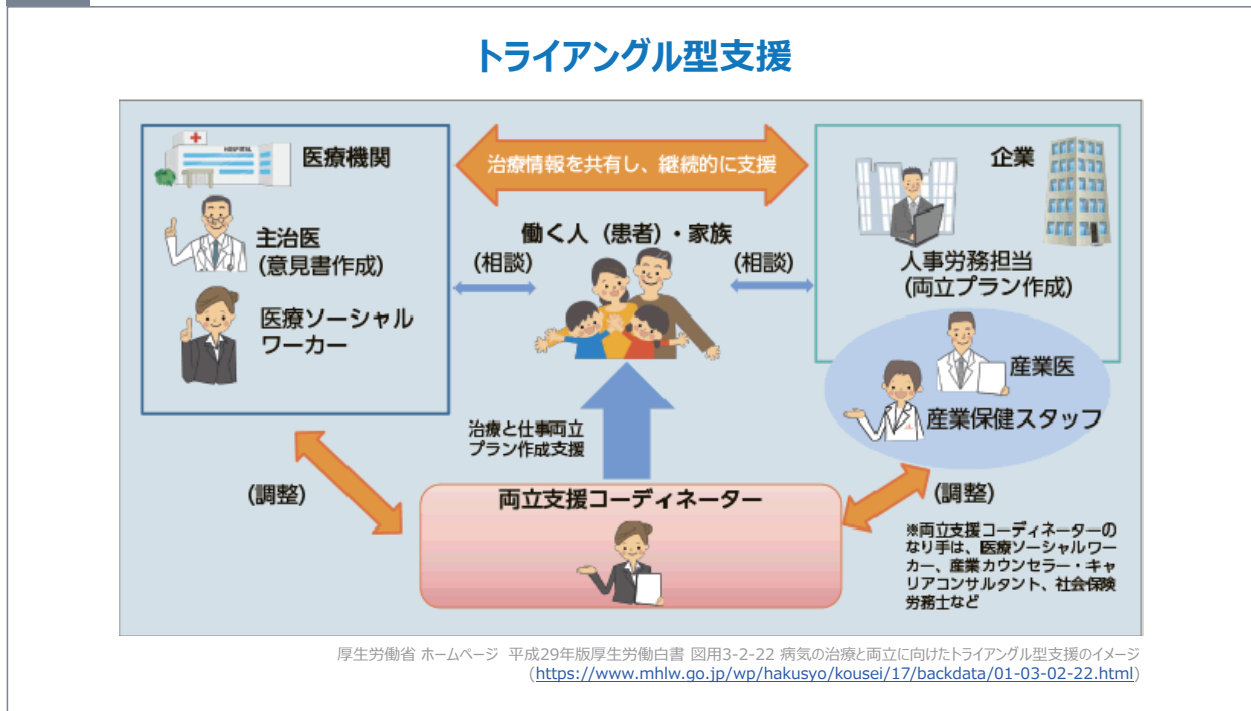 トライアングル型支援
HOSPITAL
医療機関
治療情報を共有し、継続的に支援
企業
主治医
(意見書作成)
働く人（患者）・家族
(相談)
(相談)
人事労務担当
(両立プラン作成)
医療ソーシャル
ワーカー
産業医
産業保健スタッフ
治療と仕事両立
プラン作成支援
(調整)
両立支援コーディネーター
(調整)
※両立支援コーディネーターの
なり手は、医療ソーシャルワー
カー、産業カウンセラー・キャ
リアコンサルタント、社会保険
労務士など
厚生労働省 ホームページ 平成29年版厚生労働白書 図用3-2-22 病気の治療と両立に向けたトライアングル型支援のイメージ
(https://www.mhlw.go.jp/wp/hakusyo/kousei/17/backdata/01-03-02-22.html)